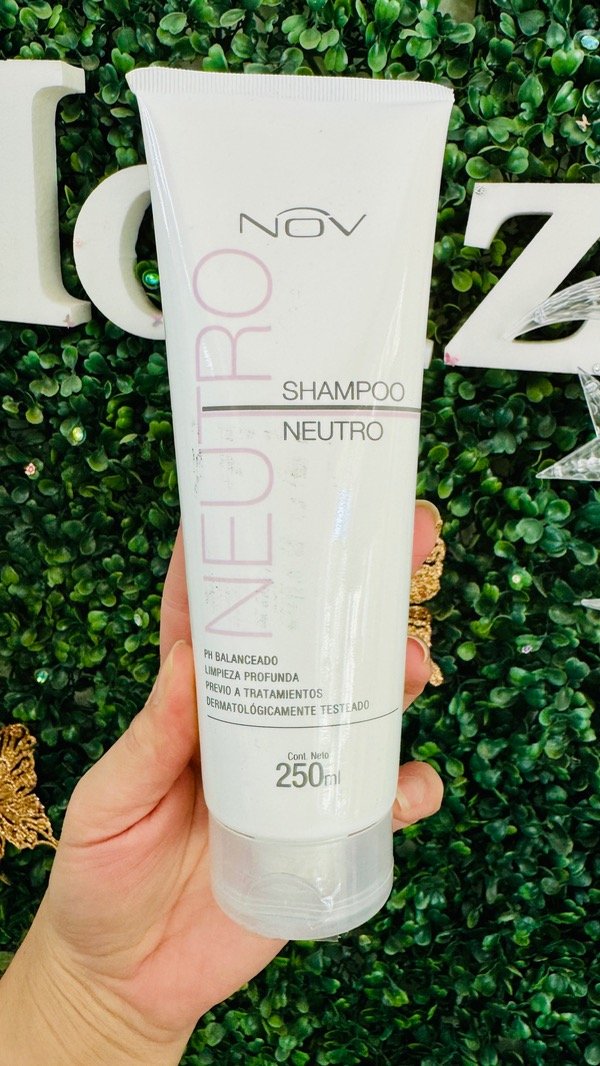 NOV
NEUTRO
SHAMPOO
NEUTRO
PH BALANCEADO
LIMPIEZA PROFUNDA
PREVIO A TRATAMIENTOS
DERMATOLÓGICAMENTE TESTEADO
Cont. Neto
250ml